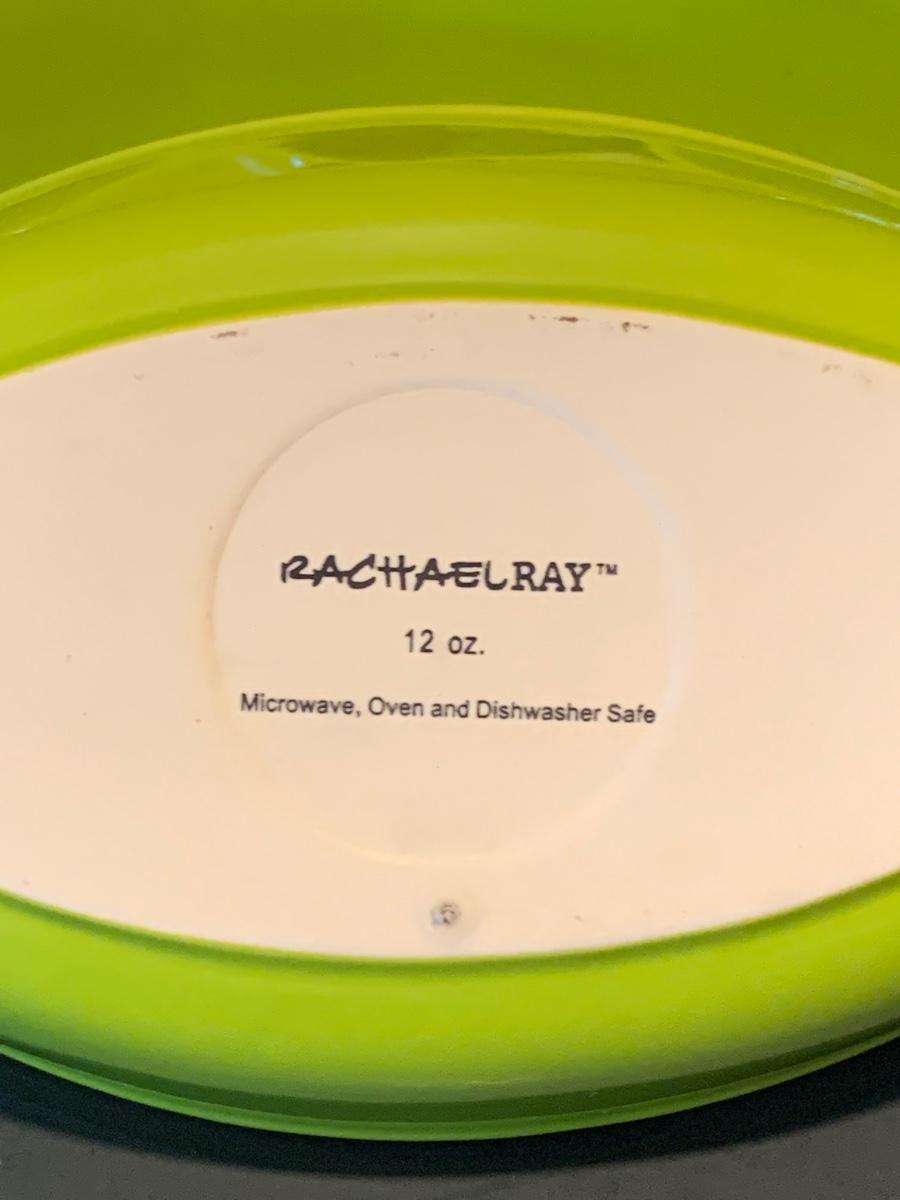 RACHAELRAY™
12 oz.
Microwave, Oven and Dishwasher Safe